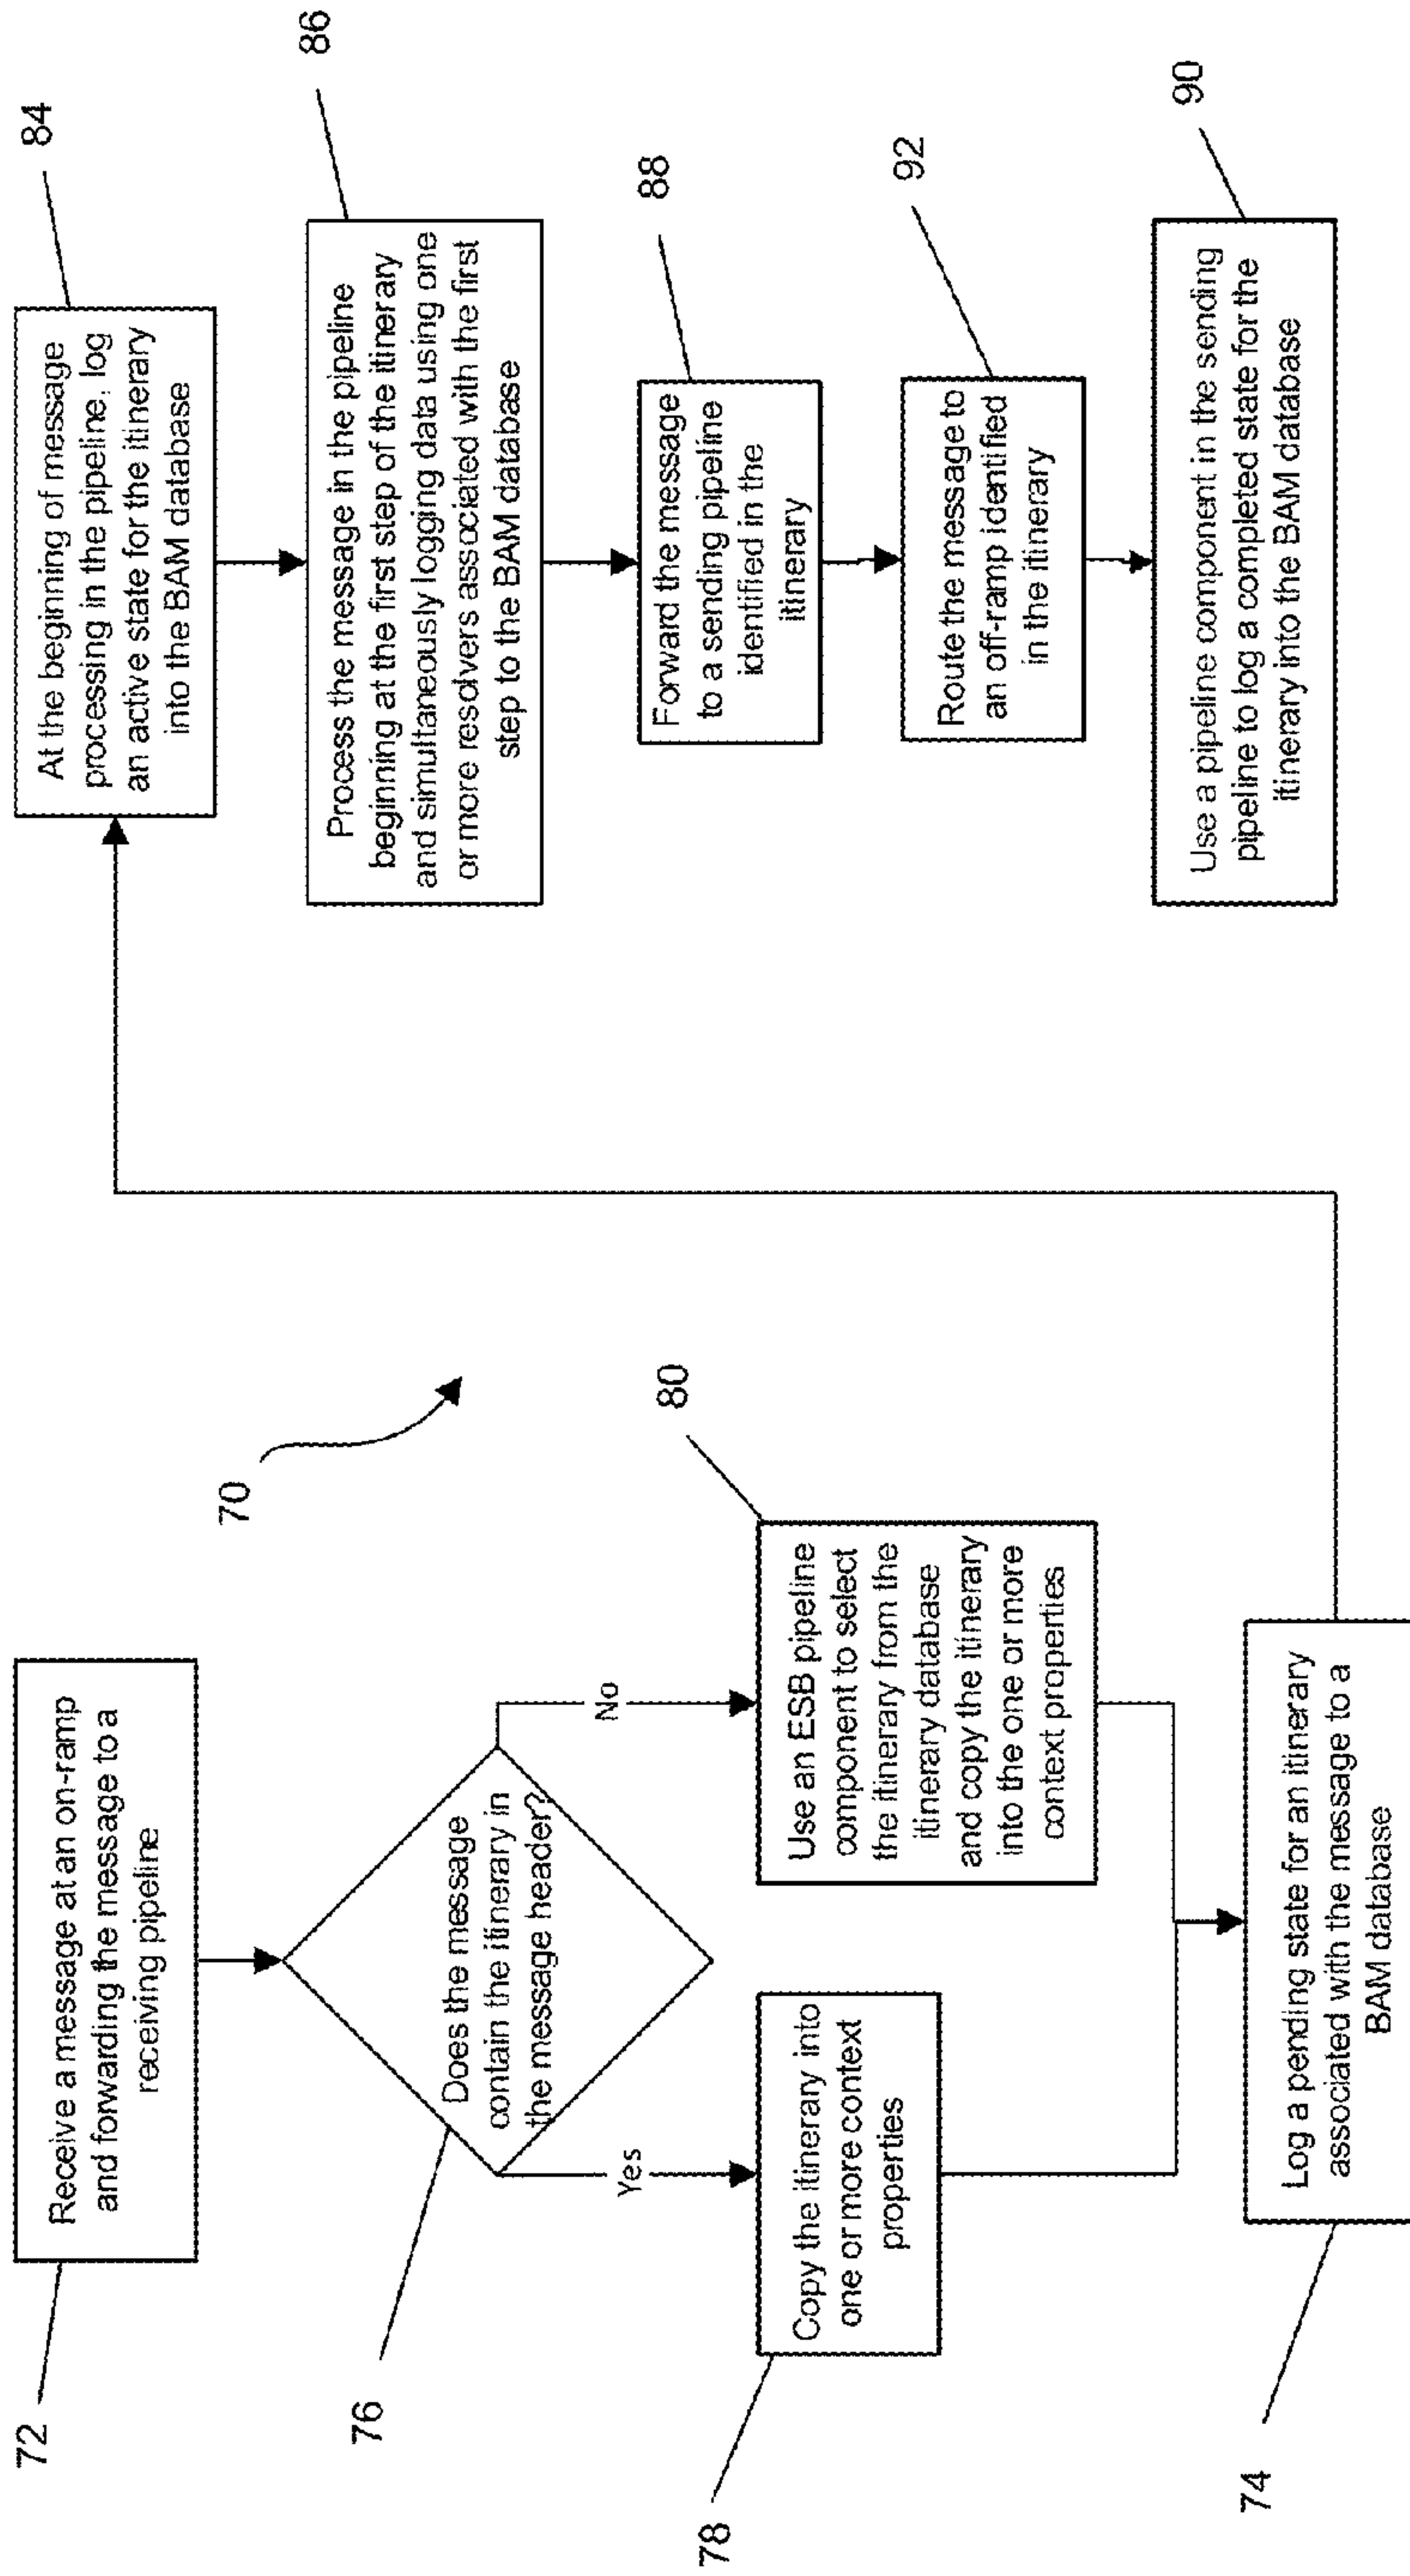 72
Receive a message at an on-ramp
and forwarding the message to a
receiving pipeline
70
76
Does the message
contain the itinerary in
the message header?
Yes
No
78
Copy the itinerary into
one or more context
properties
80
Use an ESB pipeline
component to select
the itinerary from the
itinerary database
and copy the itinerary
into the one or more
context properties
74
Log a pending state for an itinerary
associated with the message to a
BAM database
84
At the beginning of message
processing in the pipeline, log
an active state for the itinerary
into the BAM database
86
Process the message in the pipeline
beginning at the first step of the itinerary
and simultaneously logging data using one
or more resolvers associated with the first
step to the BAM database
88
Forward the message
to a sending pipeline
identified in the
itinerary
92
Route the message to
an off-ramp identified
in the itinerary
90
Use a pipeline component in the sending
pipeline to log a completed state for the
itinerary into the BAM database